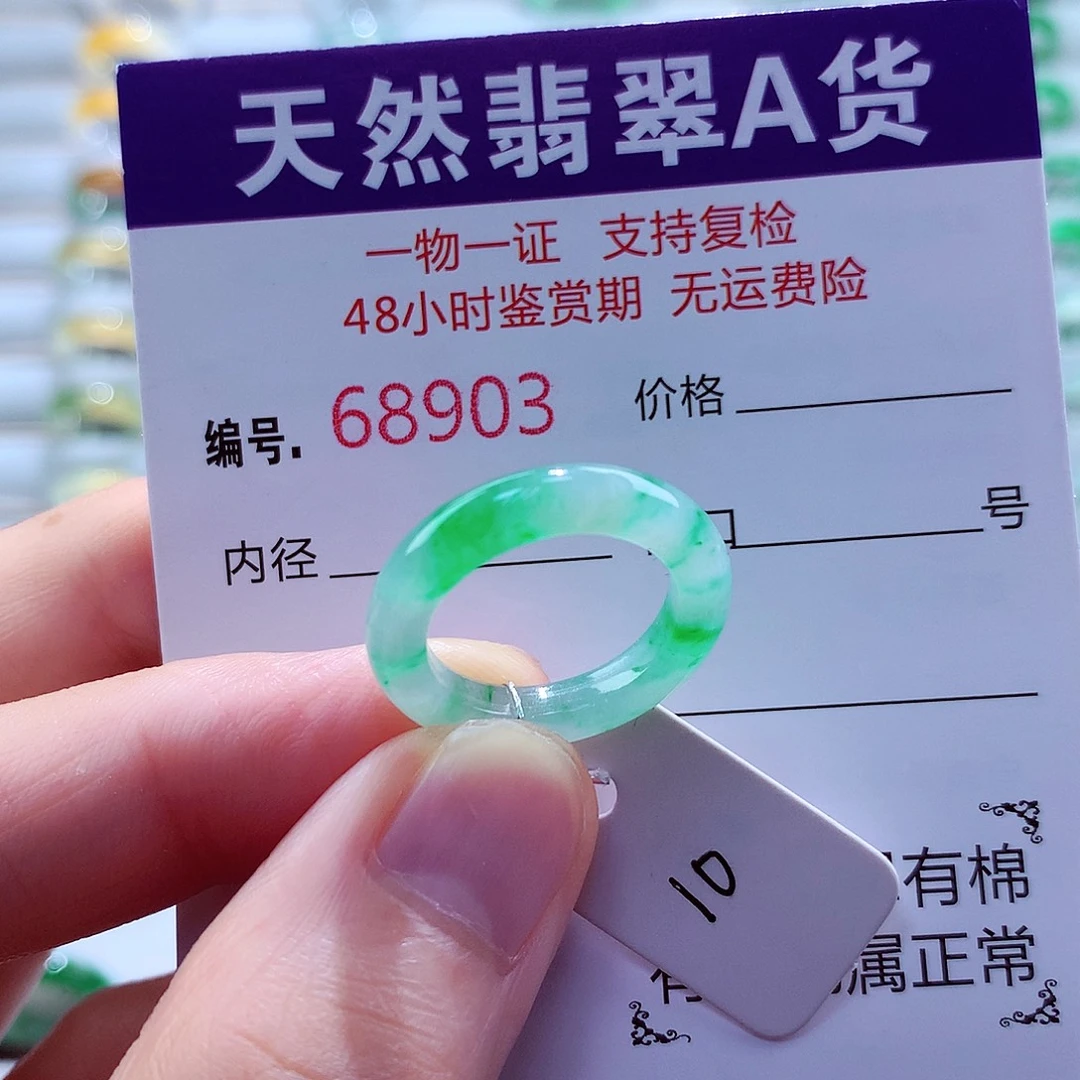 天然翡翠A货
一物一证 支持复检
48小时鉴赏期 无运费险
编号. 68903 价格
内径 口 号
10
有棉
属正常